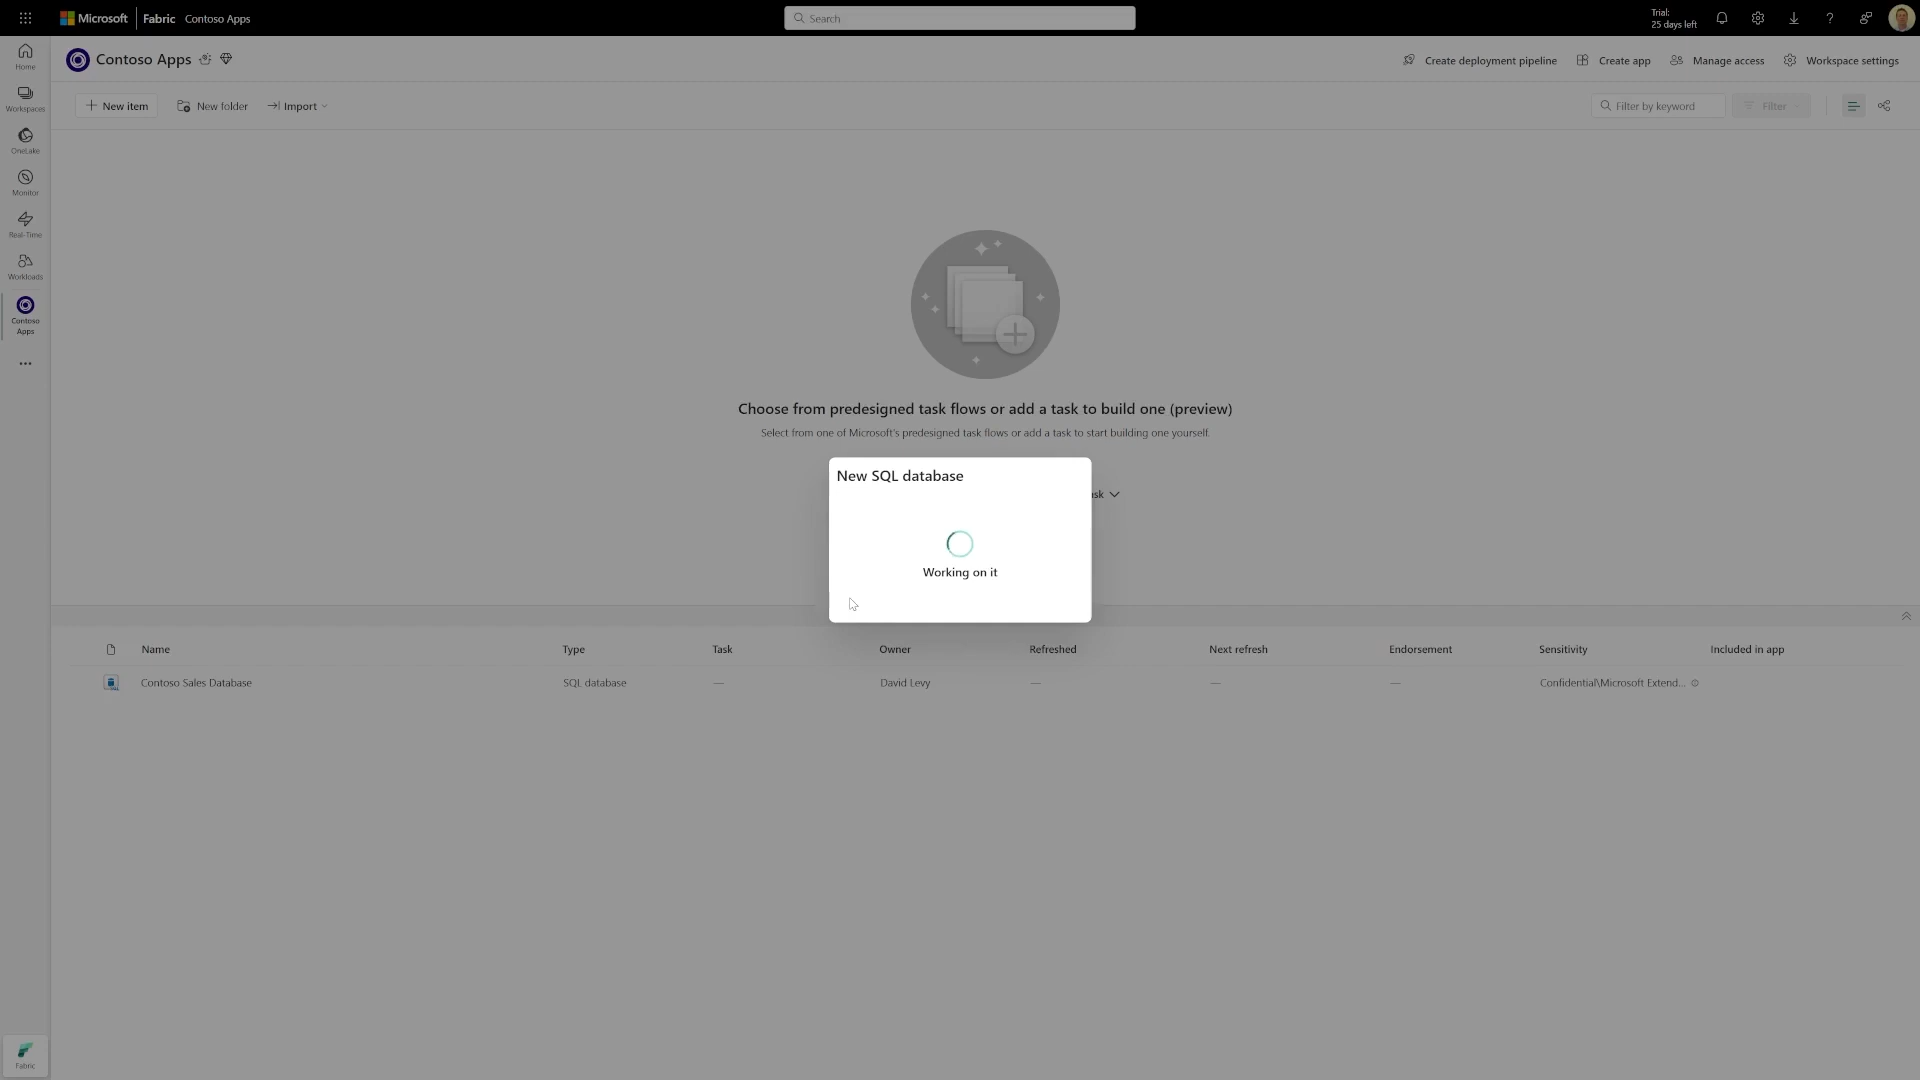 Microsoft Fabric Contoso Apps Search Trial: 25 days left
Home
Workspaces
OneLake
Monitor
Real-Time
Workloads
Contoso Apps
Fabric
Contoso Apps Create deployment pipeline Create app Manage access Workspace settings
New item New folder Import Filter by keyword Filter
Choose from predesigned task flows or add a task to build one (preview)
Select from one of Microsoft's predesigned task flows or add a task to start building one yourself.
New SQL database
Working on it
Name Type Task Owner Refreshed Next refresh Endorsement Sensitivity Included in app
Contoso Sales Database SQL database — David Levy — — — Confidential\Microsoft Extend...